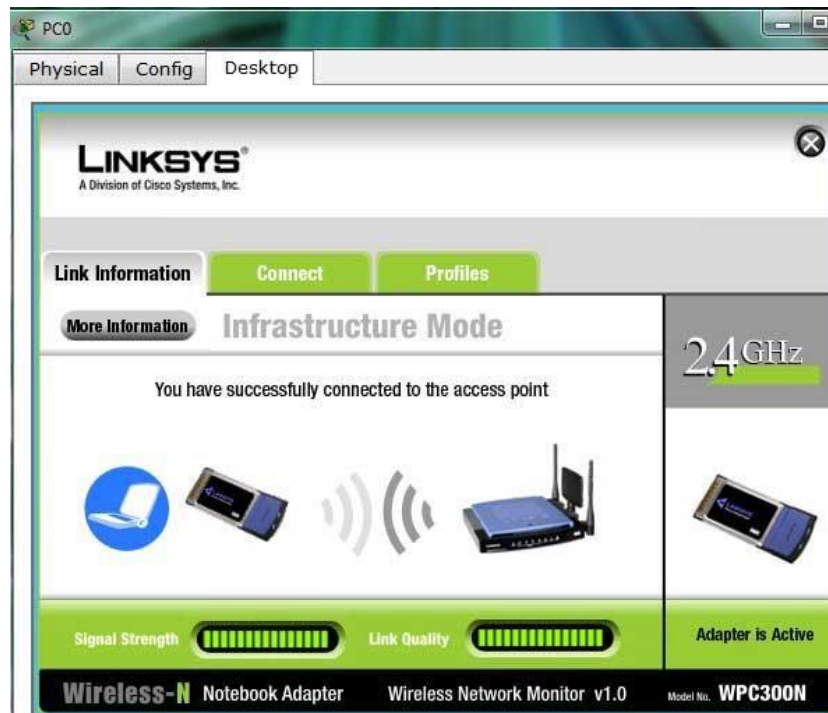 PC0
Physical Config Desktop
LINKSYS®
A Division of Cisco Systems, Inc.
Link Information Connect Profiles
More Information Infrastructure Mode
2.4GHz
You have successfully connected to the access point
Signal Strength Link Quality Adapter is Active
Wireless-N Notebook Adapter Wireless Network Monitor v1.0 Model No. WPC300N